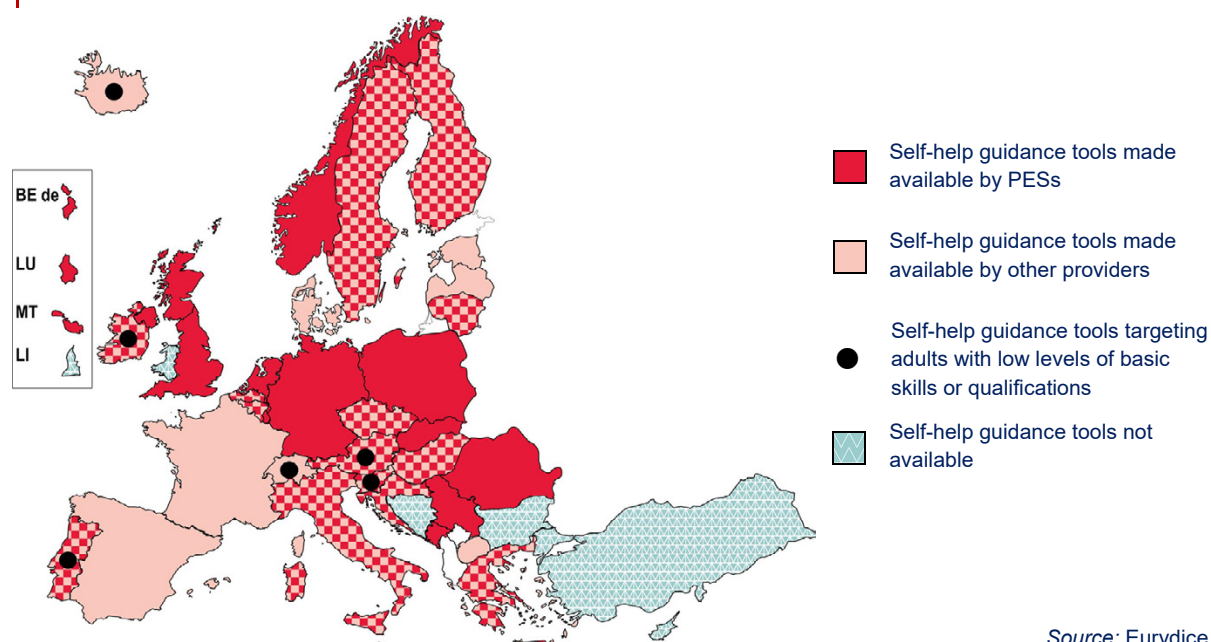 BE de
LU
MT
LI
Self-help guidance tools made
available by PESs
Self-help guidance tools made
available by other providers
Self-help guidance tools targeting
adults with low levels of basic
skills or qualifications
Self-help guidance tools not
available
Source: Eurydice